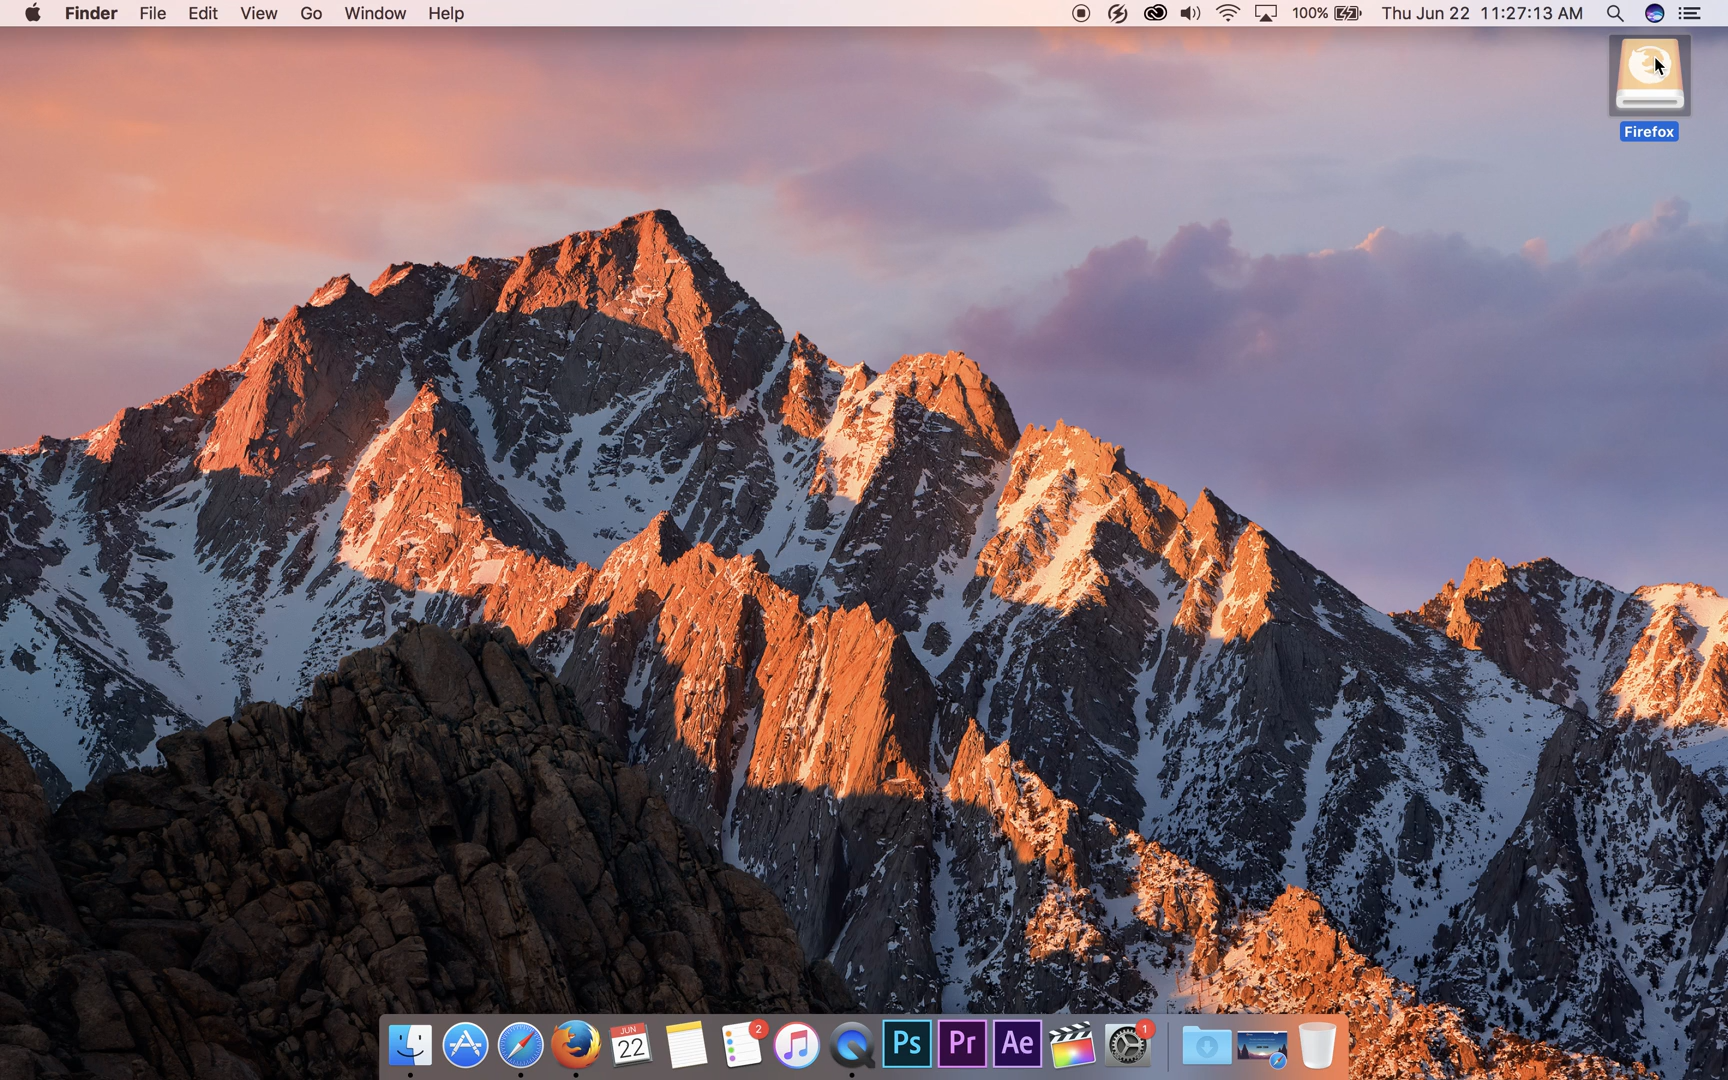 Finder File Edit View Go Window Help 100% Thu Jun 22 11:27:13 AM
Firefox
JUN
22
2
Ps
Pr
Ae
1